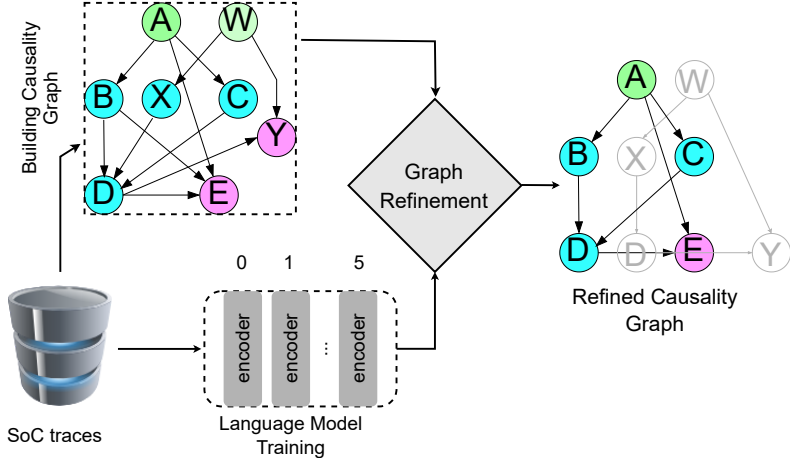 Building Causality
Graph
A
W
B
X
C
Y
D
E
Graph
Refinement
A
W
B
X
C
D
D
E
Y
Refined Causality
Graph
0
1
5
encoder
encoder
...
encoder
SoC traces
Language Model
Training